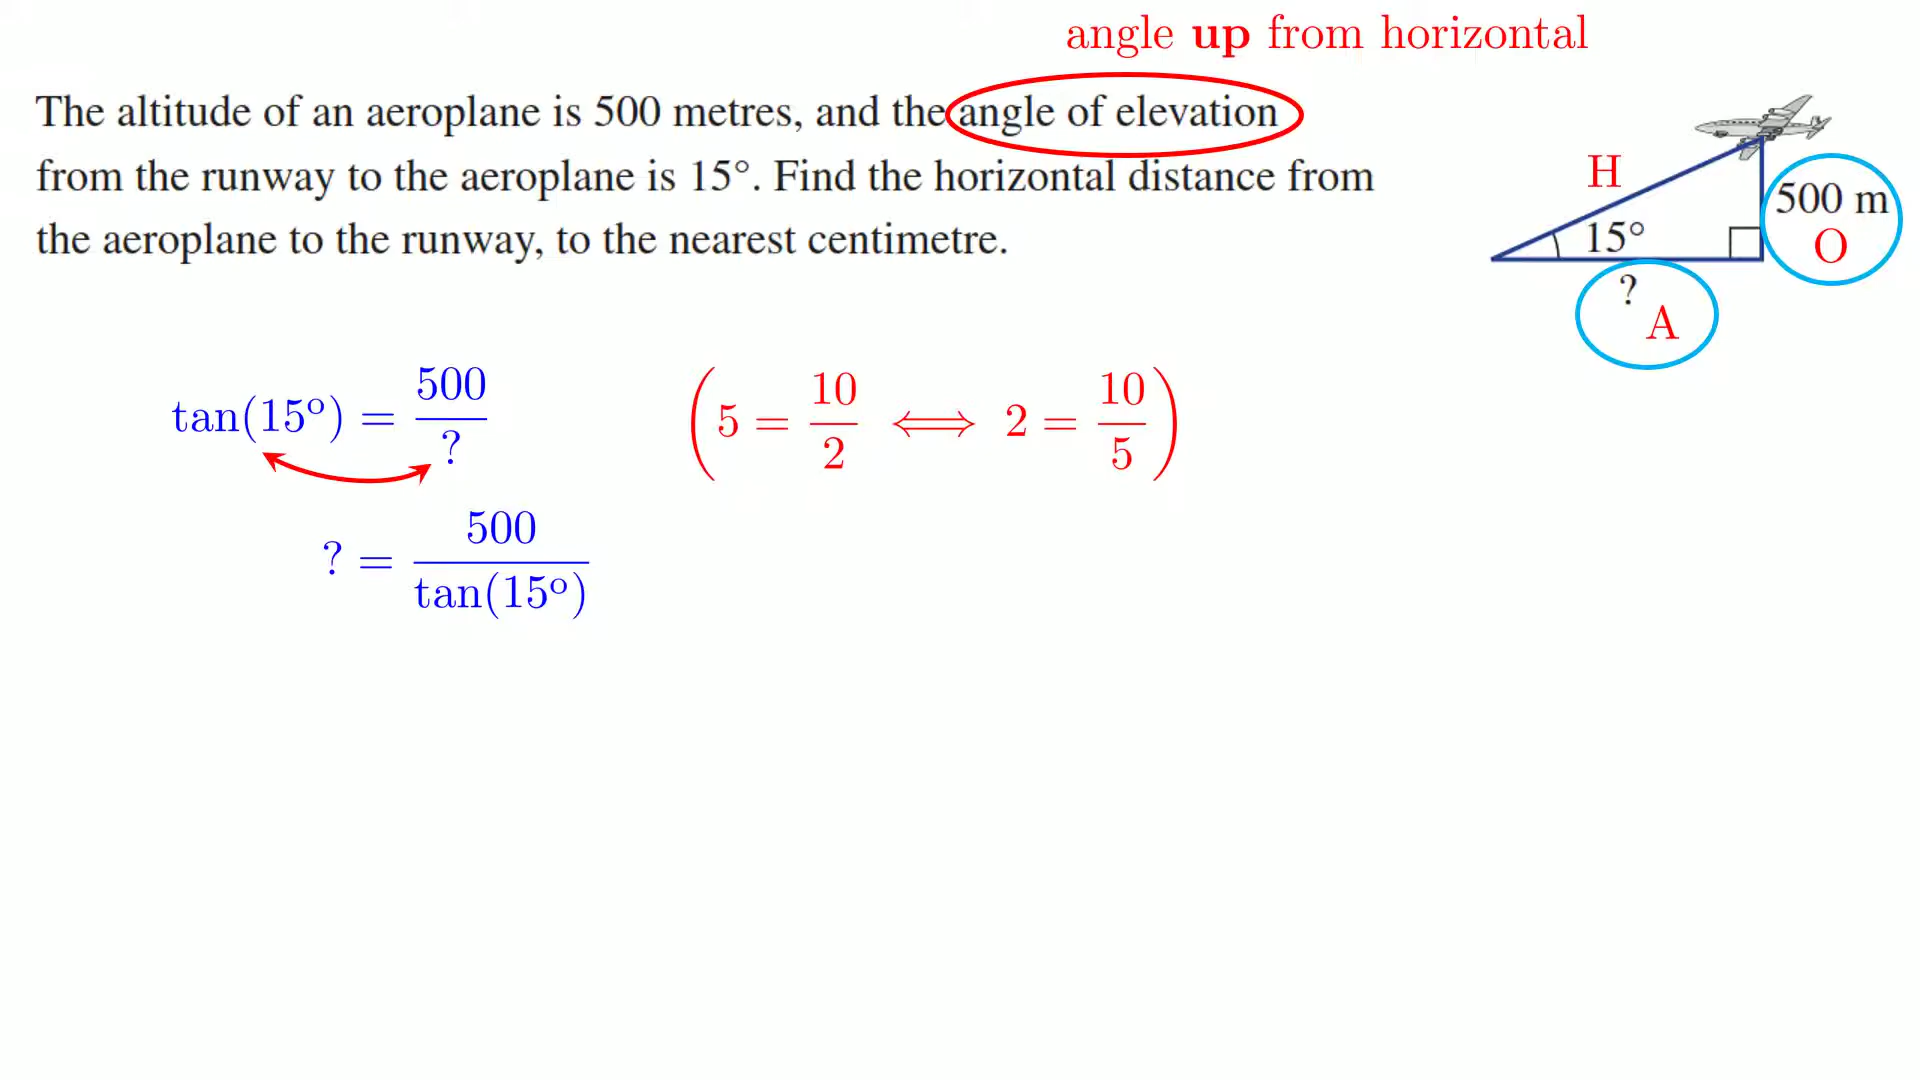 angle up from horizontal
The altitude of an aeroplane is 500 metres, and the angle of elevation
from the runway to the aeroplane is 15°. Find the horizontal distance from
the aeroplane to the runway, to the nearest centimetre.
H
15°
500 m
O
?
A
tan(15°) = 500/?
(5 = 10/2 ⟺ 2 = 10/5)
? = 500/tan(15°)